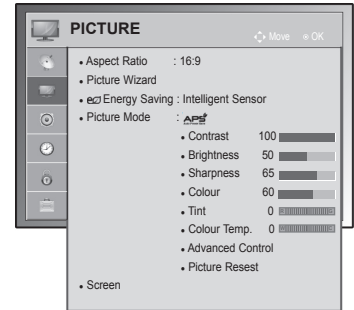 PICTURE
Move OK
• Aspect Ratio : 16:9
• Picture Wizard
• Energy Saving : Intelligent Sensor
• Picture Mode : APS
• Contrast 100
• Brightness 50
• Sharpness 65
• Colour 60
• Tint 0
• Colour Temp. 0
• Advanced Control
• Picture Resest
• Screen